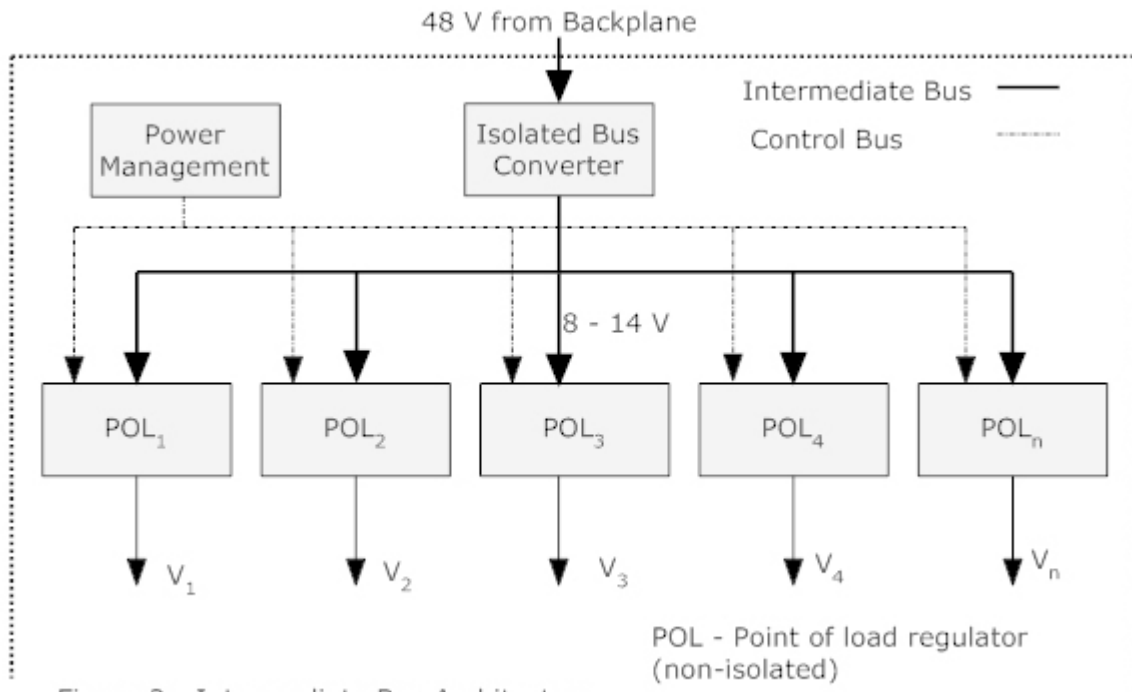 48 V from Backplane
Intermediate Bus
Control Bus
Power
Management
Isolated Bus
Converter
8 - 14 V
POL1
POL2
POL3
POL4
POLn
V1
V2
V3
V4
Vn
POL - Point of load regulator
(non-isolated)